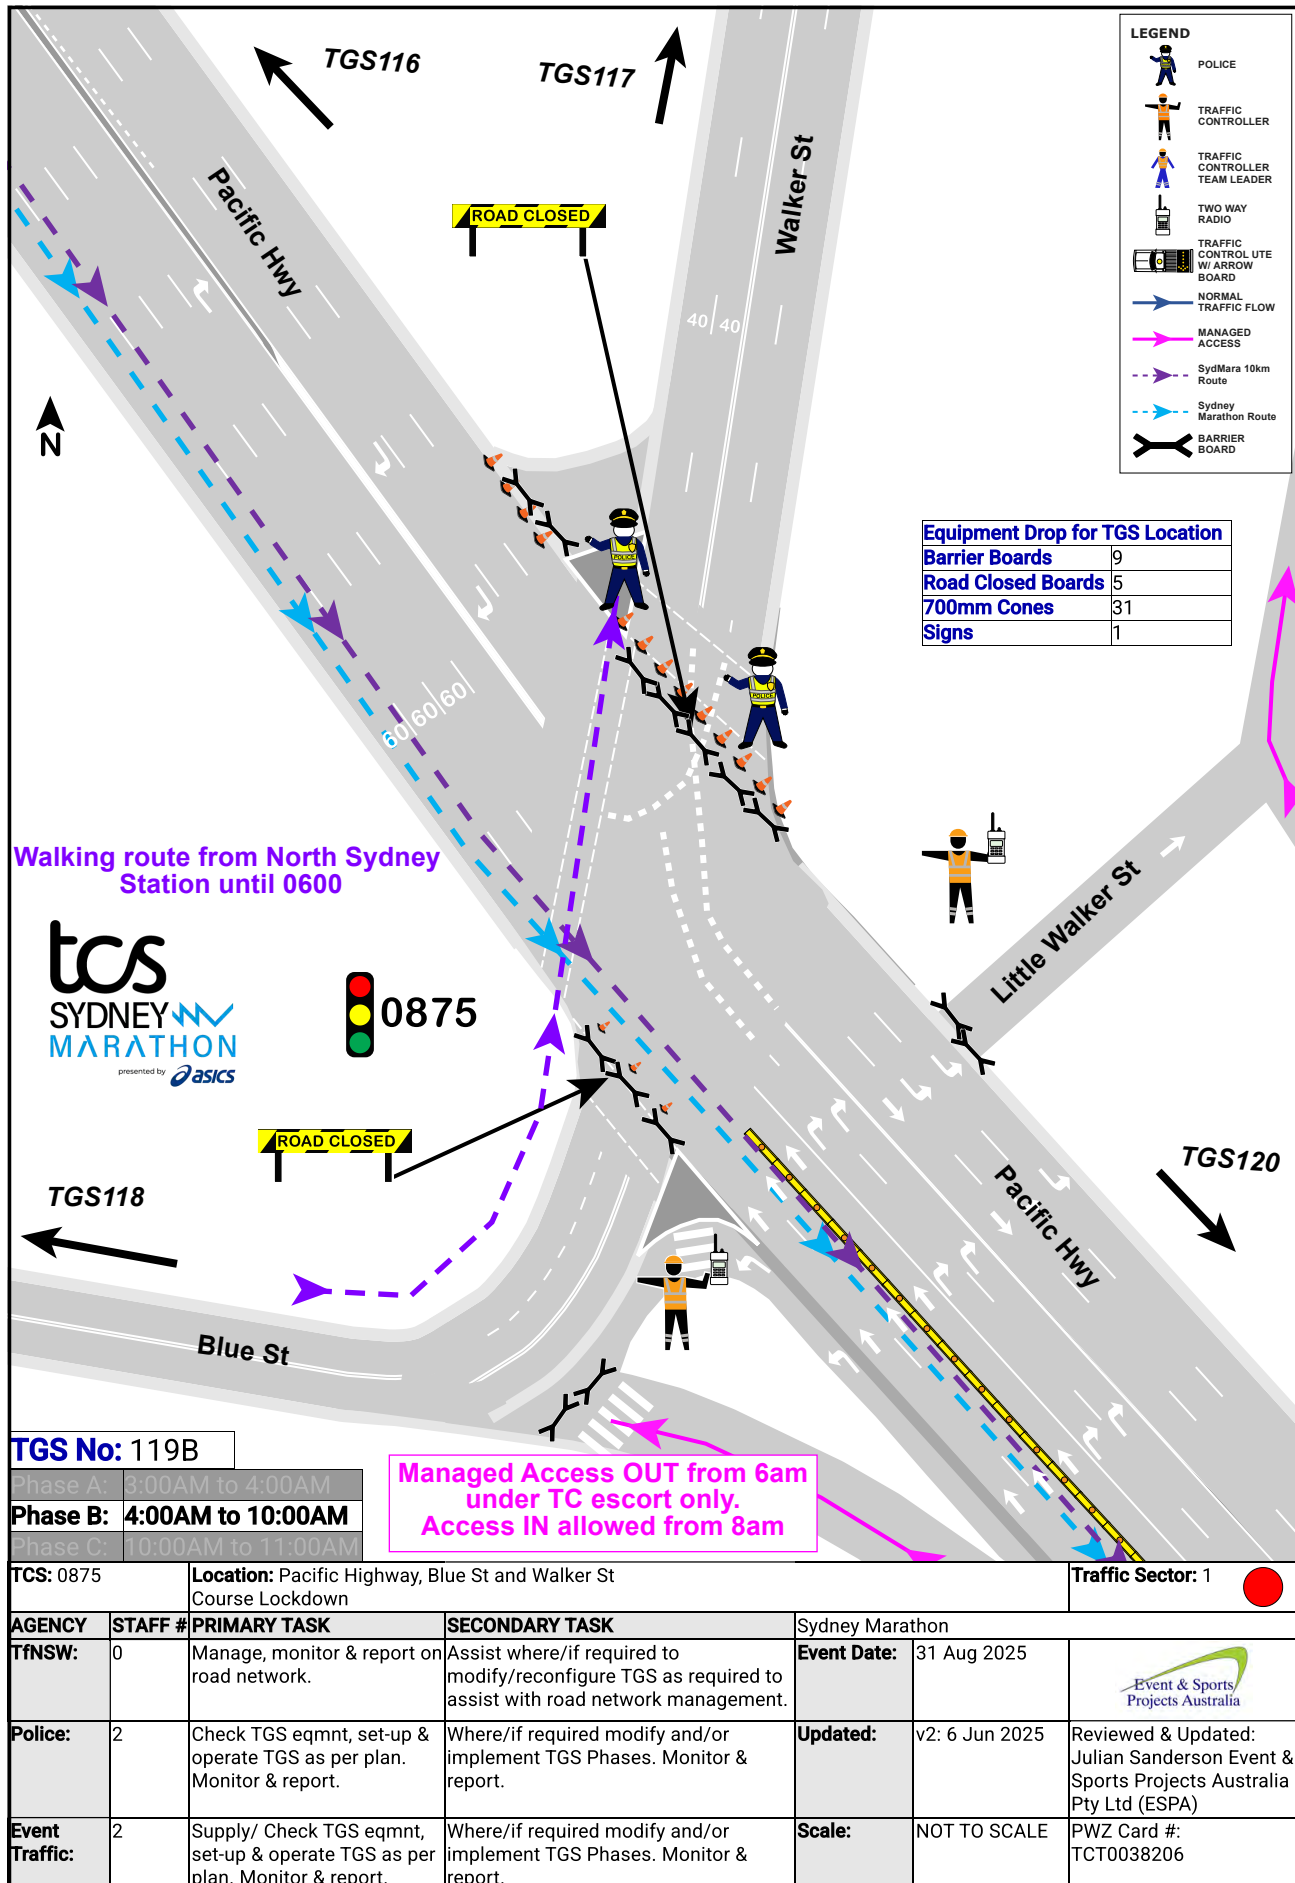 TGS116
TGS117
Pacific Hwy
Walker St
ROAD CLOSED
40 40
LEGEND
POLICE
TRAFFIC
CONTROLLER
TRAFFIC
CONTROLLER
TEAM LEADER
TWO WAY
RADIO
TRAFFIC
CONTROL UTE
W/ ARROW
BOARD
NORMAL
TRAFFIC FLOW
MANAGED
ACCESS
SydMara 10km
Route
Sydney
Marathon Route
BARRIER
BOARD
N
Equipment Drop for TGS Location
Barrier Boards 9
Road Closed Boards 5
700mm Cones 31
Signs 1
POLICE
POLICE
60 60 60
Walking route from North Sydney
Station until 0600
tcs
SYDNEY
MARATHON
presented by asics
0875
Little Walker St
ROAD CLOSED
TGS118
TGS120
Pacific Hwy
Blue St
TGS No: 119B
Phase A: 3:00AM to 4:00AM
Phase B: 4:00AM to 10:00AM
Phase C: 10:00AM to 11:00AM
Managed Access OUT from 6am
under TC escort only.
Access IN allowed from 8am
TCS: 0875
Location: Pacific Highway, Blue St and Walker St
Course Lockdown
Traffic Sector: 1
AGENCY STAFF # PRIMARY TASK SECONDARY TASK
Sydney Marathon
TfNSW: 0
Manage, monitor & report on
road network.
Assist where/if required to
modify/reconfigure TGS as required to
assist with road network management.
Event Date: 31 Aug 2025
Event & Sports
Projects Australia
Police: 2
Check TGS eqmnt, set-up &
operate TGS as per plan.
Monitor & report.
Where/if required modify and/or
implement TGS Phases. Monitor &
report.
Updated: v2: 6 Jun 2025
Reviewed & Updated:
Julian Sanderson Event &
Sports Projects Australia
Pty Ltd (ESPA)
Event
Traffic: 2
Supply/ Check TGS eqmnt,
set-up & operate TGS as per
plan. Monitor & report.
Where/if required modify and/or
implement TGS Phases. Monitor &
report.
Scale: NOT TO SCALE
PWZ Card #:
TCT0038206